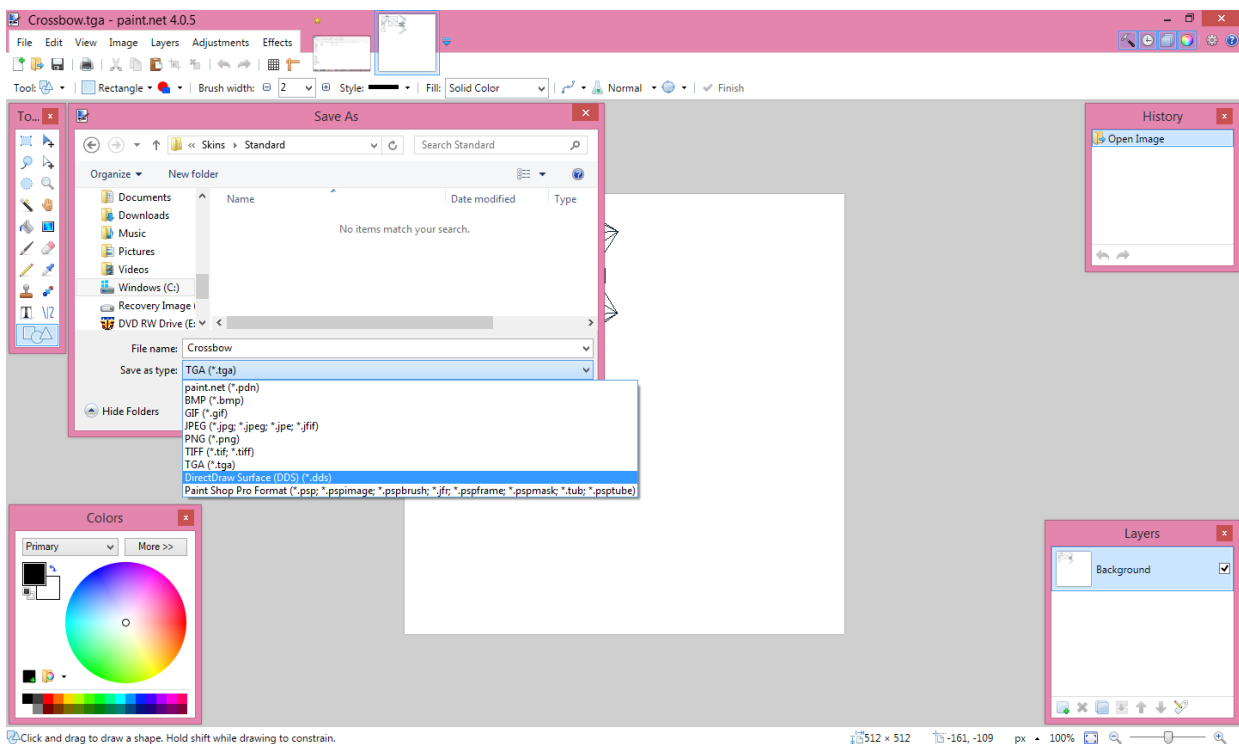 Crossbow.tga - paint.net 4.0.5
File Edit View Image Layers Adjustments Effects
Tool: Rectangle Brush width: 2 Style: Fill: Solid Color Normal Finish
To...
Save As
« Skins Standard
Search Standard
Organize New folder
Documents
Downloads
Music
Pictures
Videos
Windows (C:)
Recovery Image (
DVD RW Drive (E:
Name Date modified Type
No items match your search.
File name: Crossbow
Save as type: TGA (*.tga)
paint.net (*.pdn)
BMP (*.bmp)
GIF (*.gif)
JPEG (*.jpg; *.jpeg; *.jpe; *.jfif)
PNG (*.png)
TIFF (*.tif; *.tiff)
TGA (*.tga)
DirectDraw Surface (DDS) (*.dds)
Paint Shop Pro Format (*.psp; *.pspimage; *.pspbrush; *.jfr; *.pspframe; *.pspmask; *.tub; *.psptube)
Hide Folders
History
Open Image
Colors
Primary More >>
Layers
Background
Click and drag to draw a shape. Hold shift while drawing to constrain.
512 × 512 -161, -109 px 100%